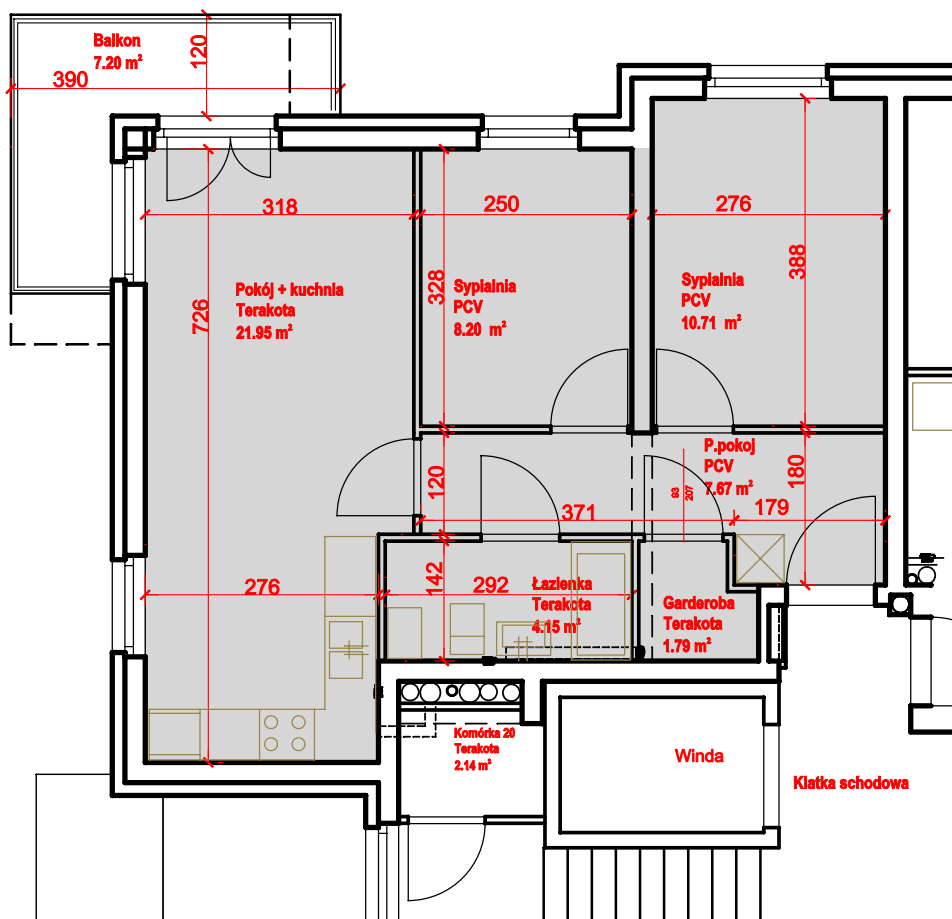 Balkon
7.20 m²
120
390
318
250
276
726
328
388
Pokój + kuchnia
Terakota
21.95 m²
Sypialnia
PCV
8.20 m²
Sypialnia
PCV
10.71 m²
P.pokoj
PCV
7.67 m²
120
180
93
207
371
179
142
276
292
Łazienka
Terakota
4.15 m²
Garderoba
Terakota
1.79 m²
Komórka 20
Terakota
2.14 m²
Winda
Klatka schodowa